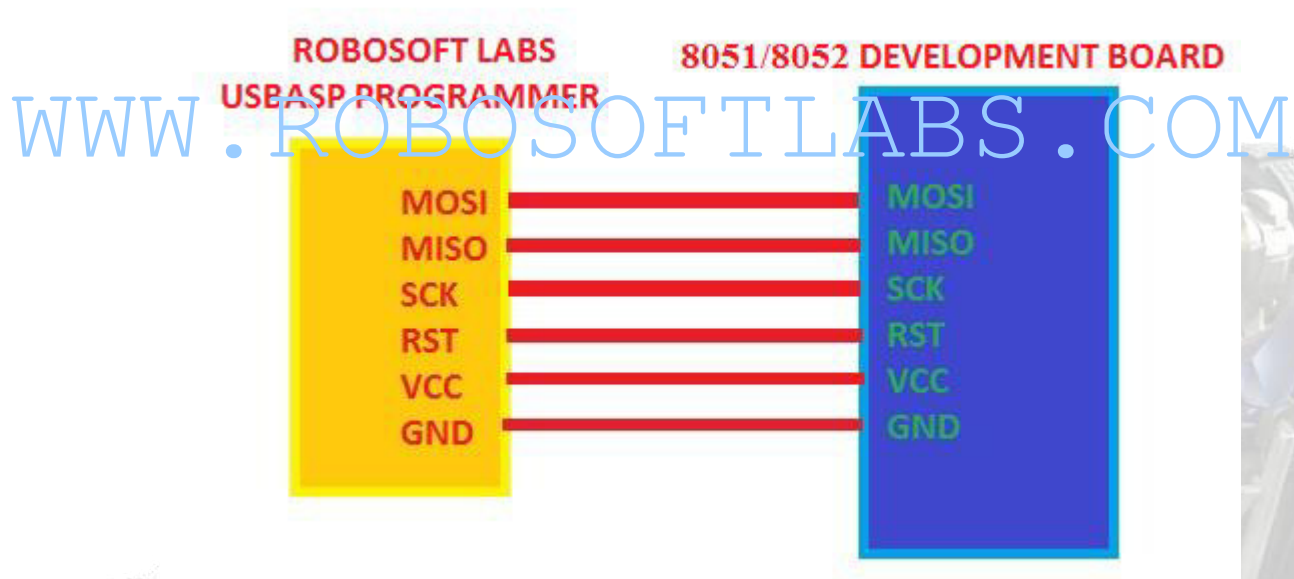 ROBOSOFT LABS
USBASP PROGRAMMER
8051/8052 DEVELOPMENT BOARD
WWW.ROBOSOFTLABS.COM
MOSI
MISO
SCK
RST
VCC
GND
MOSI
MISO
SCK
RST
VCC
GND